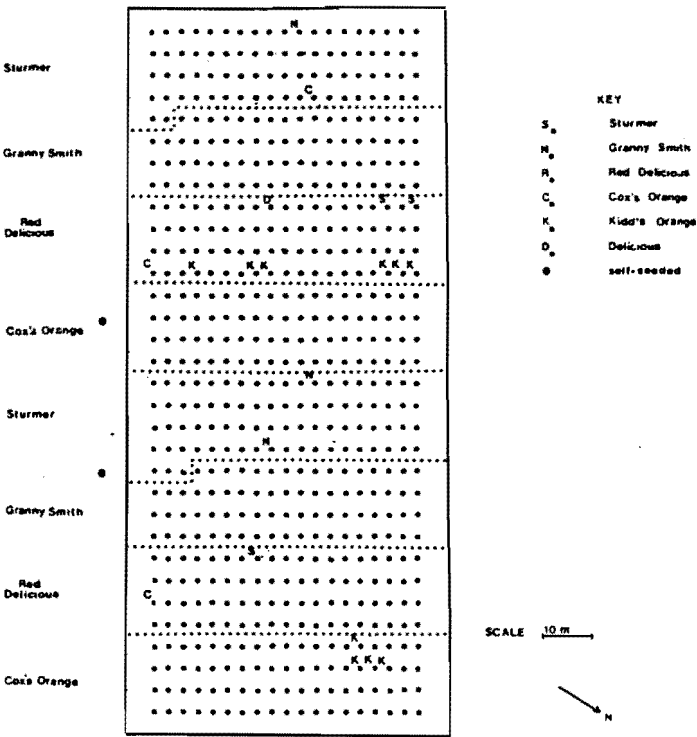 N
Sturmer
C
Granny Smith
D S S
Red
Delicious
C K K K K K K
Cox's Orange
N
Sturmer
N
Granny Smith
S
Red
Delicious
C
K
K K K
Cox's Orange
KEY
S Sturmer
N Granny Smith
R Red Delicious
C Cox's Orange
K Kidd's Orange
D Delicious
self-seeded
SCALE 10 m
N